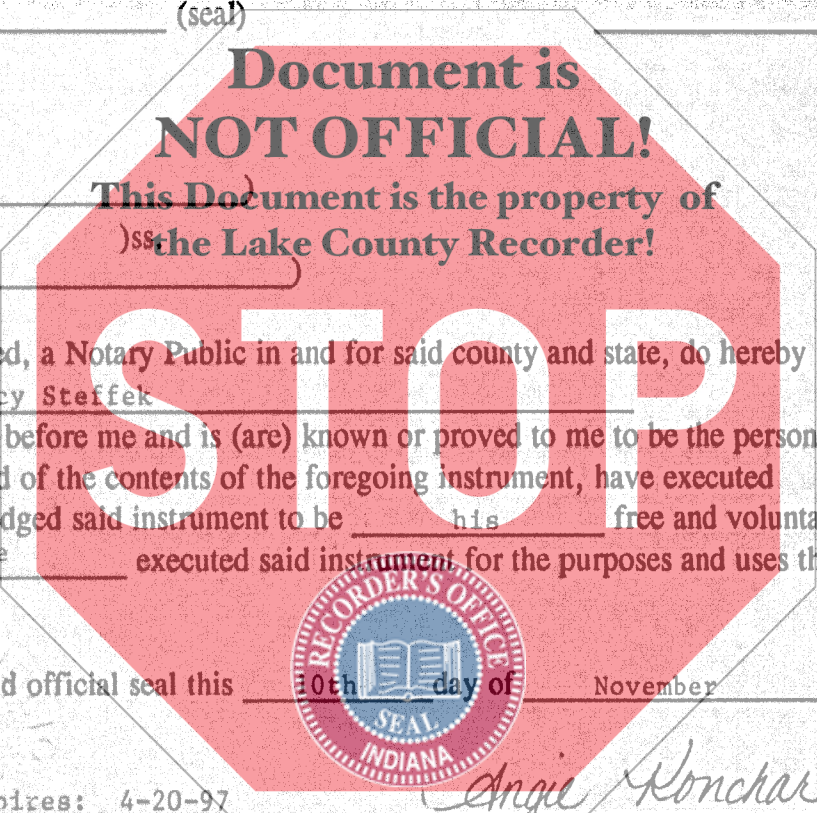 (seal)
Document is
NOT OFFICIAL!
This Document is the property of
)
)ss.
the Lake County Recorder!
)
STOP
ed, a Notary Public in and for said county and state, do hereby
cy Steffek
before me and is (are) known or proved to me to be the person
d of the contents of the foregoing instrument, have executed
dged said instrument to be his free and volunta
executed said instrument for the purposes and uses th
RECORDER'S OFFICE
SEAL
INDIANA
d official seal this 10th day of November
pires: 4-20-97
Angie Konchar